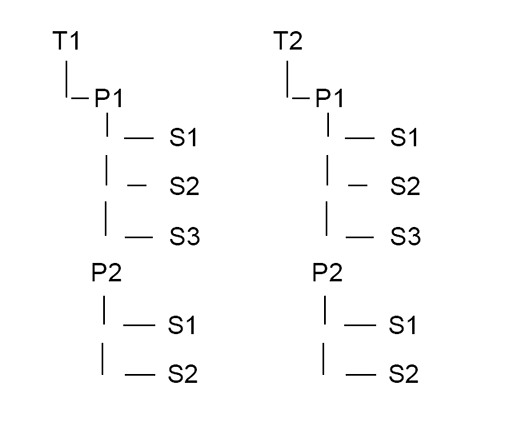 T1 T2
P1 P1
S1 S1
S2 S2
S3 S3
P2 P2
S1 S1
S2 S2